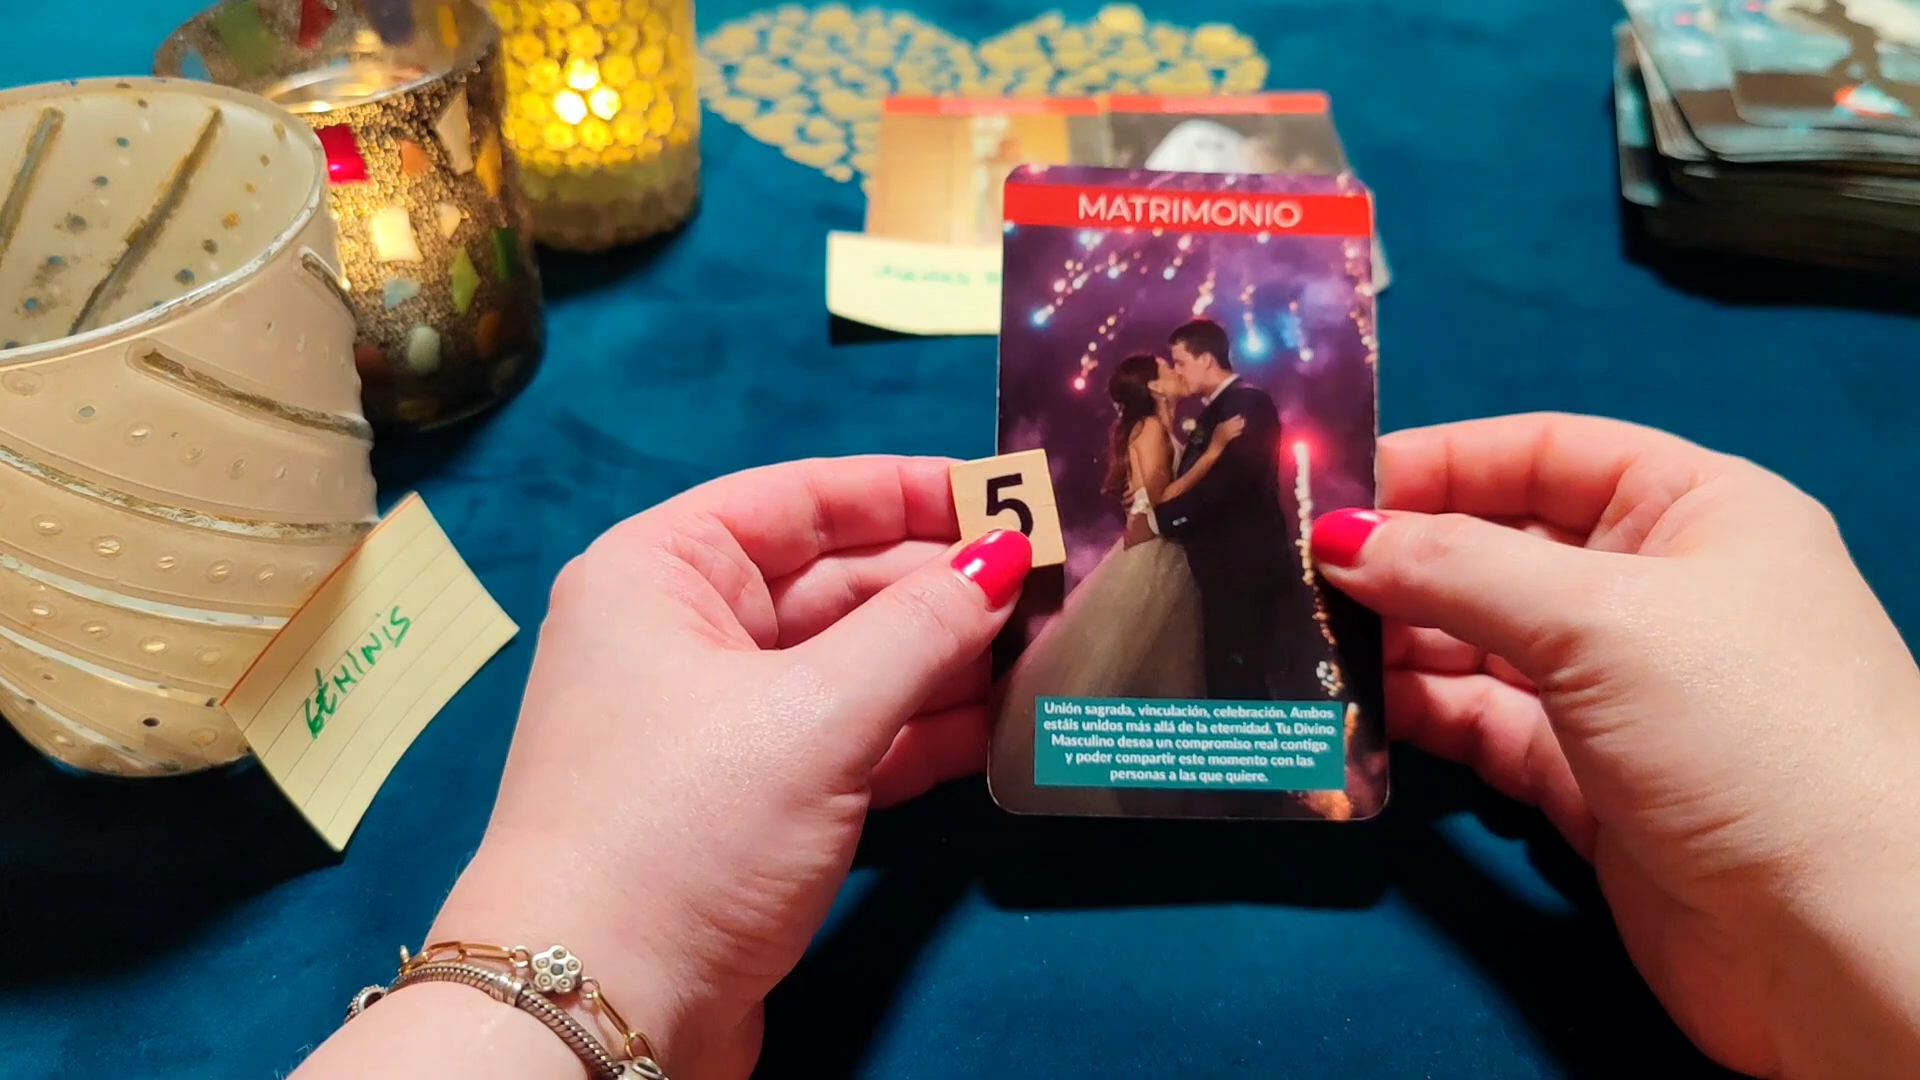 MATRIMONIO
5
Unión sagrada, vinculación, celebración. Ambos
estáis unidos más allá de la eternidad. Tu Divino
Masculino desea un compromiso real contigo
y poder compartir este momento con las
personas a las que quiere.
GÉMINIS